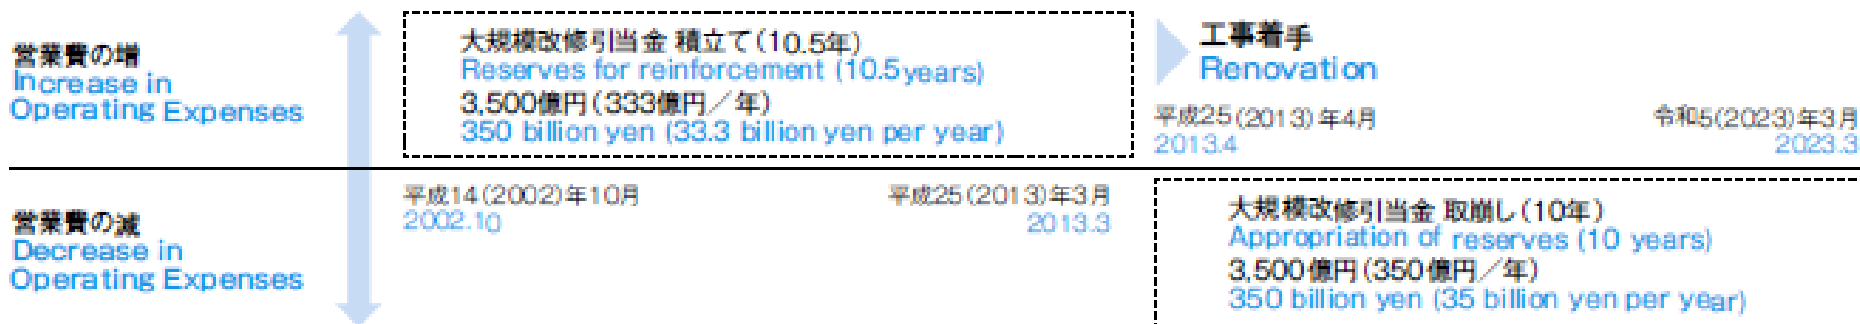 営業費の増
Increase in
Operating Expenses
大規模改修引当金 積立て(10.5年)
Reserves for reinforcement (10.5years)
3,500億円(333億円／年)
350 billion yen (33.3 billion yen per year)
工事着手
Renovation
平成25(2013)年4月
2013.4
令和5(2023)年3月
2023.3
営業費の減
Decrease in
Operating Expenses
平成14(2002)年10月
2002.10
平成25(2013)年3月
2013.3
大規模改修引当金 取崩し(10年)
Appropriation of reserves (10 years)
3,500億円(350億円／年)
350 billion yen (35 billion yen per year)